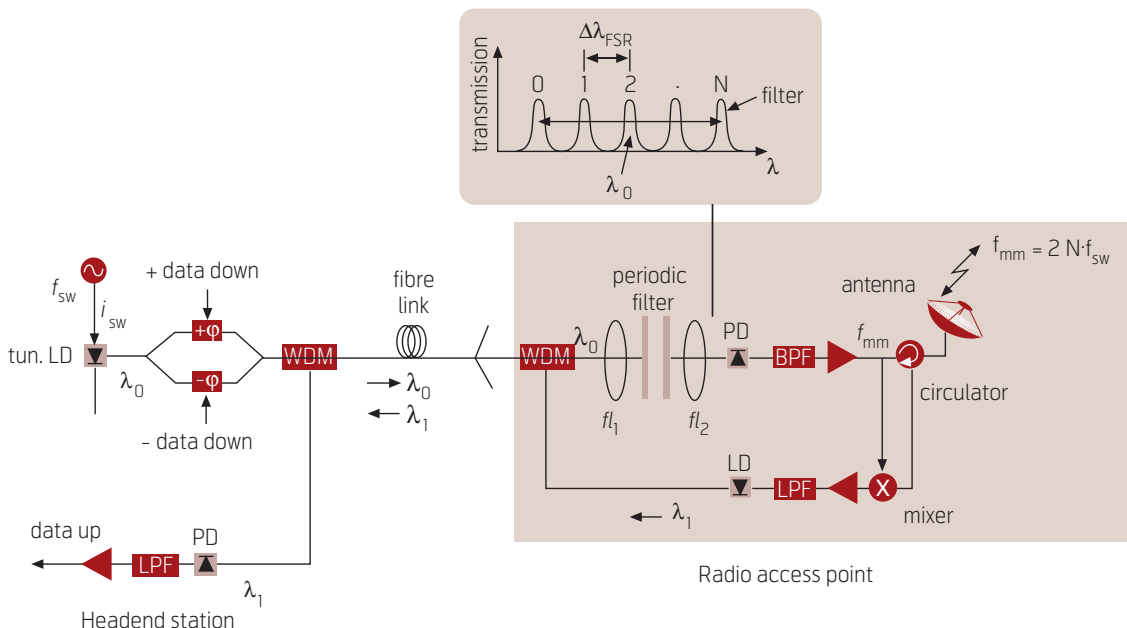 Δλ_FSR
0 1 2 . N
filter
transmission
λ_0
λ
f_mm = 2 N·f_sw
+ data down
fibre
link
periodic
filter
antenna
f_sw
i_sw
+φ
PD
f_mm
tun. LD
λ_0
WDM
λ_0
WDM
BPF
-φ
λ_0
λ_1
fl_1
fl_2
circulator
- data down
LD
LPF
X
mixer
λ_1
data up
PD
LPF
λ_1
Radio access point
Headend station